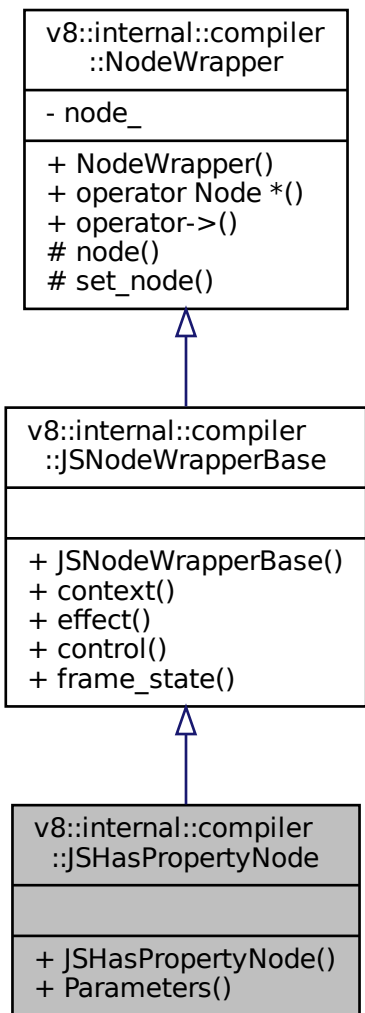 v8::internal::compiler
::NodeWrapper
- node_
+ NodeWrapper()
+ operator Node *()
+ operator->()
# node()
# set_node()
v8::internal::compiler
::JSNodeWrapperBase
+ JSNodeWrapperBase()
+ context()
+ effect()
+ control()
+ frame_state()
v8::internal::compiler
::JSHasPropertyNode
+ JSHasPropertyNode()
+ Parameters()